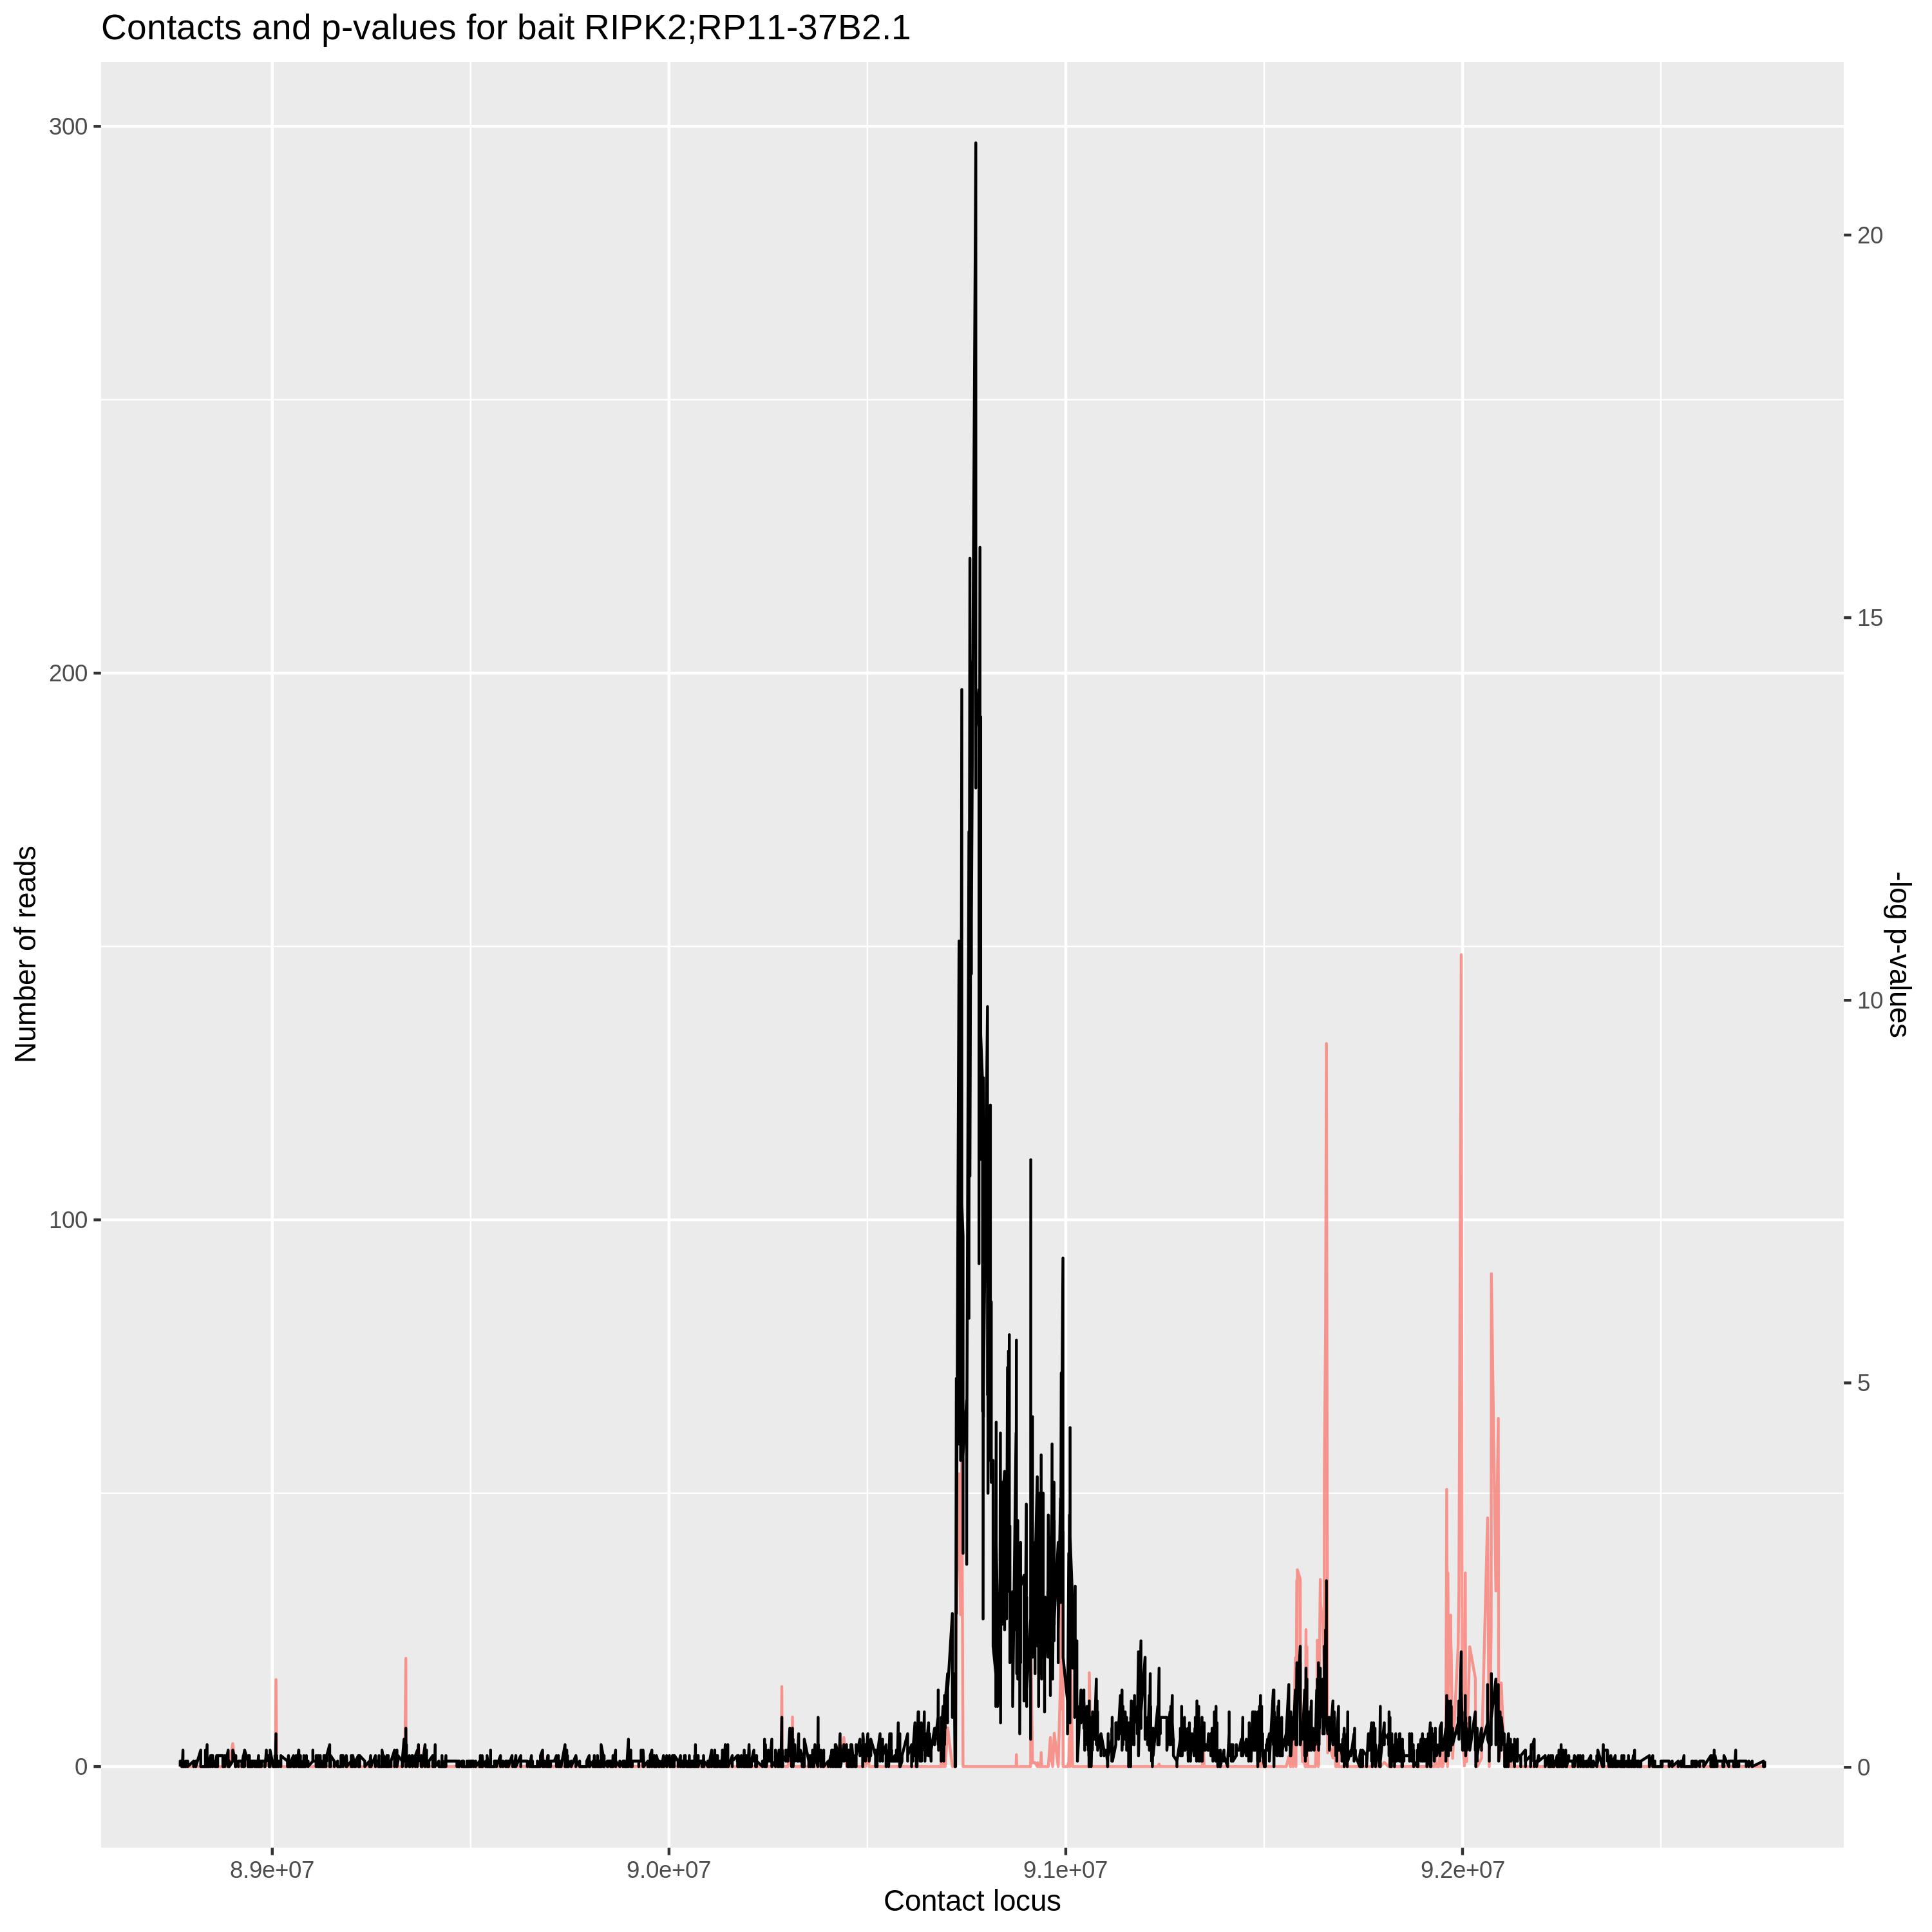 Contacts and p-values for bait RIPK2;RP11-37B2.1
300
200
100
0
Number of reads
20
15
10
5
0
-log p-values
8.9e+07
9.0e+07
9.1e+07
9.2e+07
Contact locus